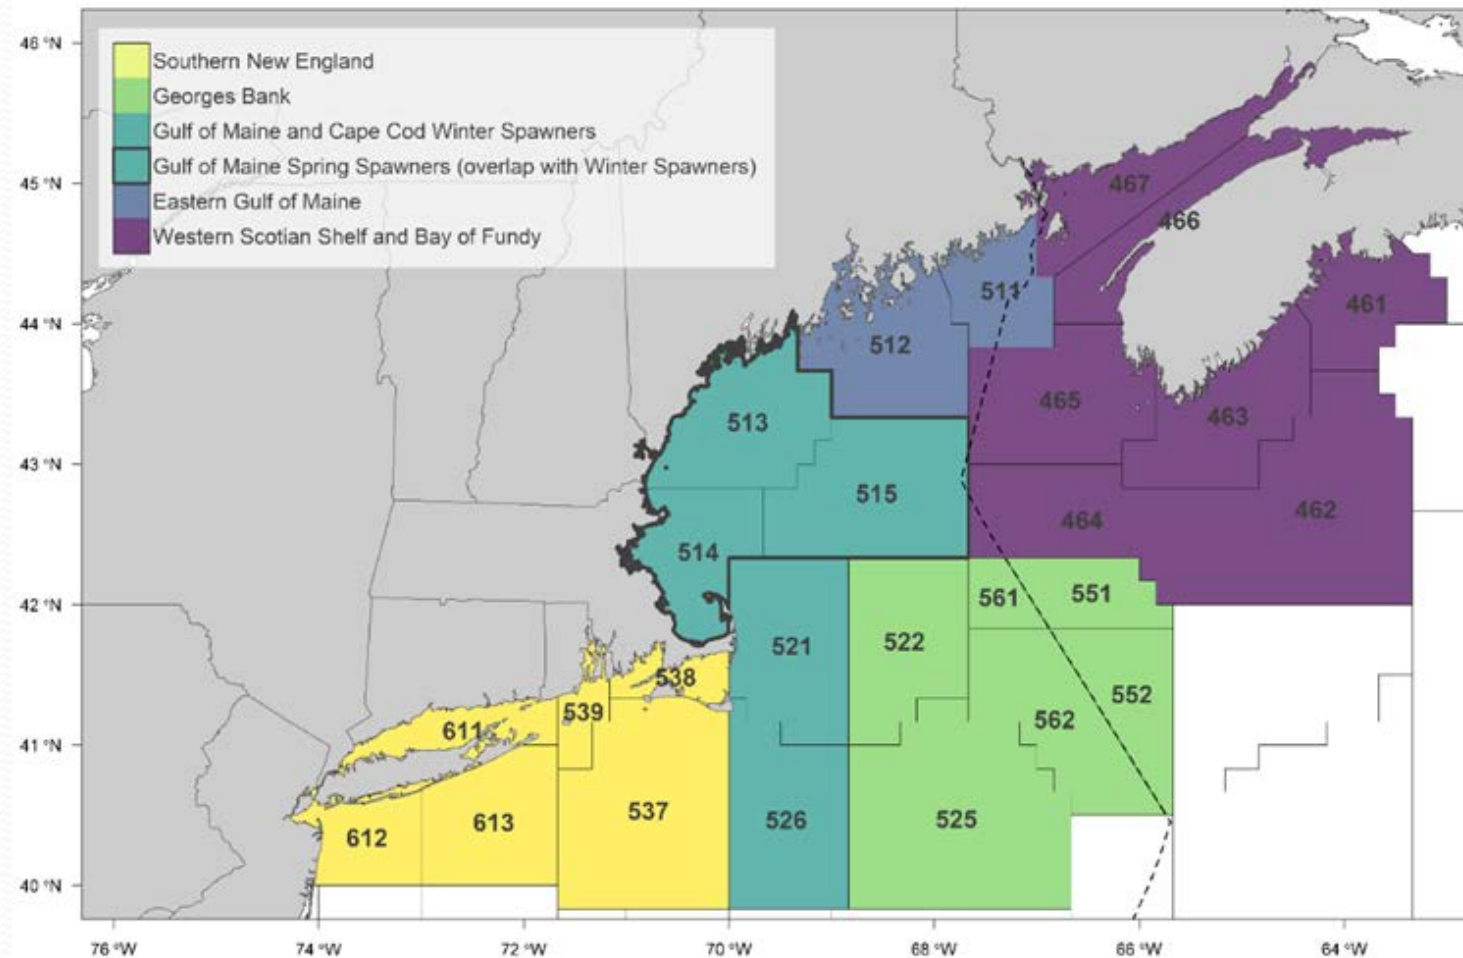 46 °N
Southern New England
Georges Bank
Gulf of Maine and Cape Cod Winter Spawners
Gulf of Maine Spring Spawners (overlap with Winter Spawners)
Eastern Gulf of Maine
Western Scotian Shelf and Bay of Fundy
45 °N
467
466
511
461
44 °N
512
465
463
513
43 °N
515
462
464
514
42 °N
561
551
521
522
538
552
539
562
611
41 °N
537
526
525
613
612
40 °N
76 °W
74 °W
72 °W
70 °W
68 °W
66 °W
64 °W